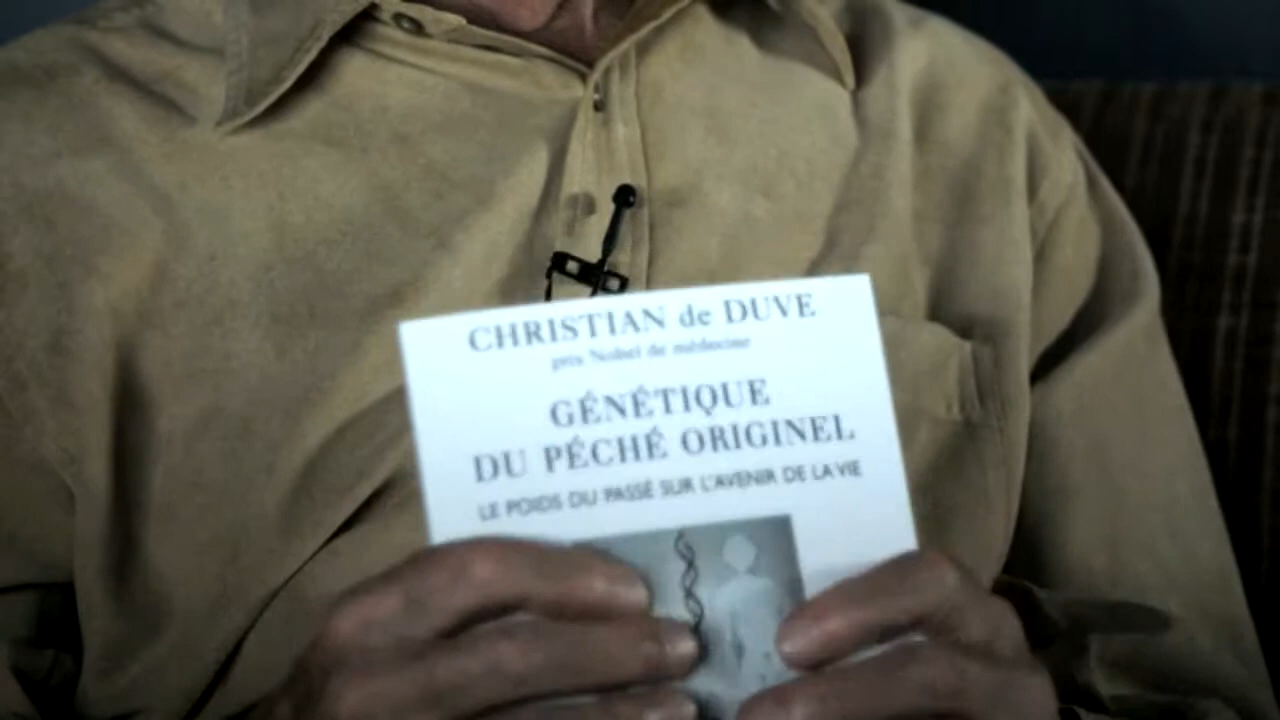 CHRISTIAN de DUVE
prix Nobel de médecine
GÉNÉTIQUE
DU PÉCHÉ ORIGINEL
LE POIDS DU PASSÉ SUR L'AVENIR DE LA VIE